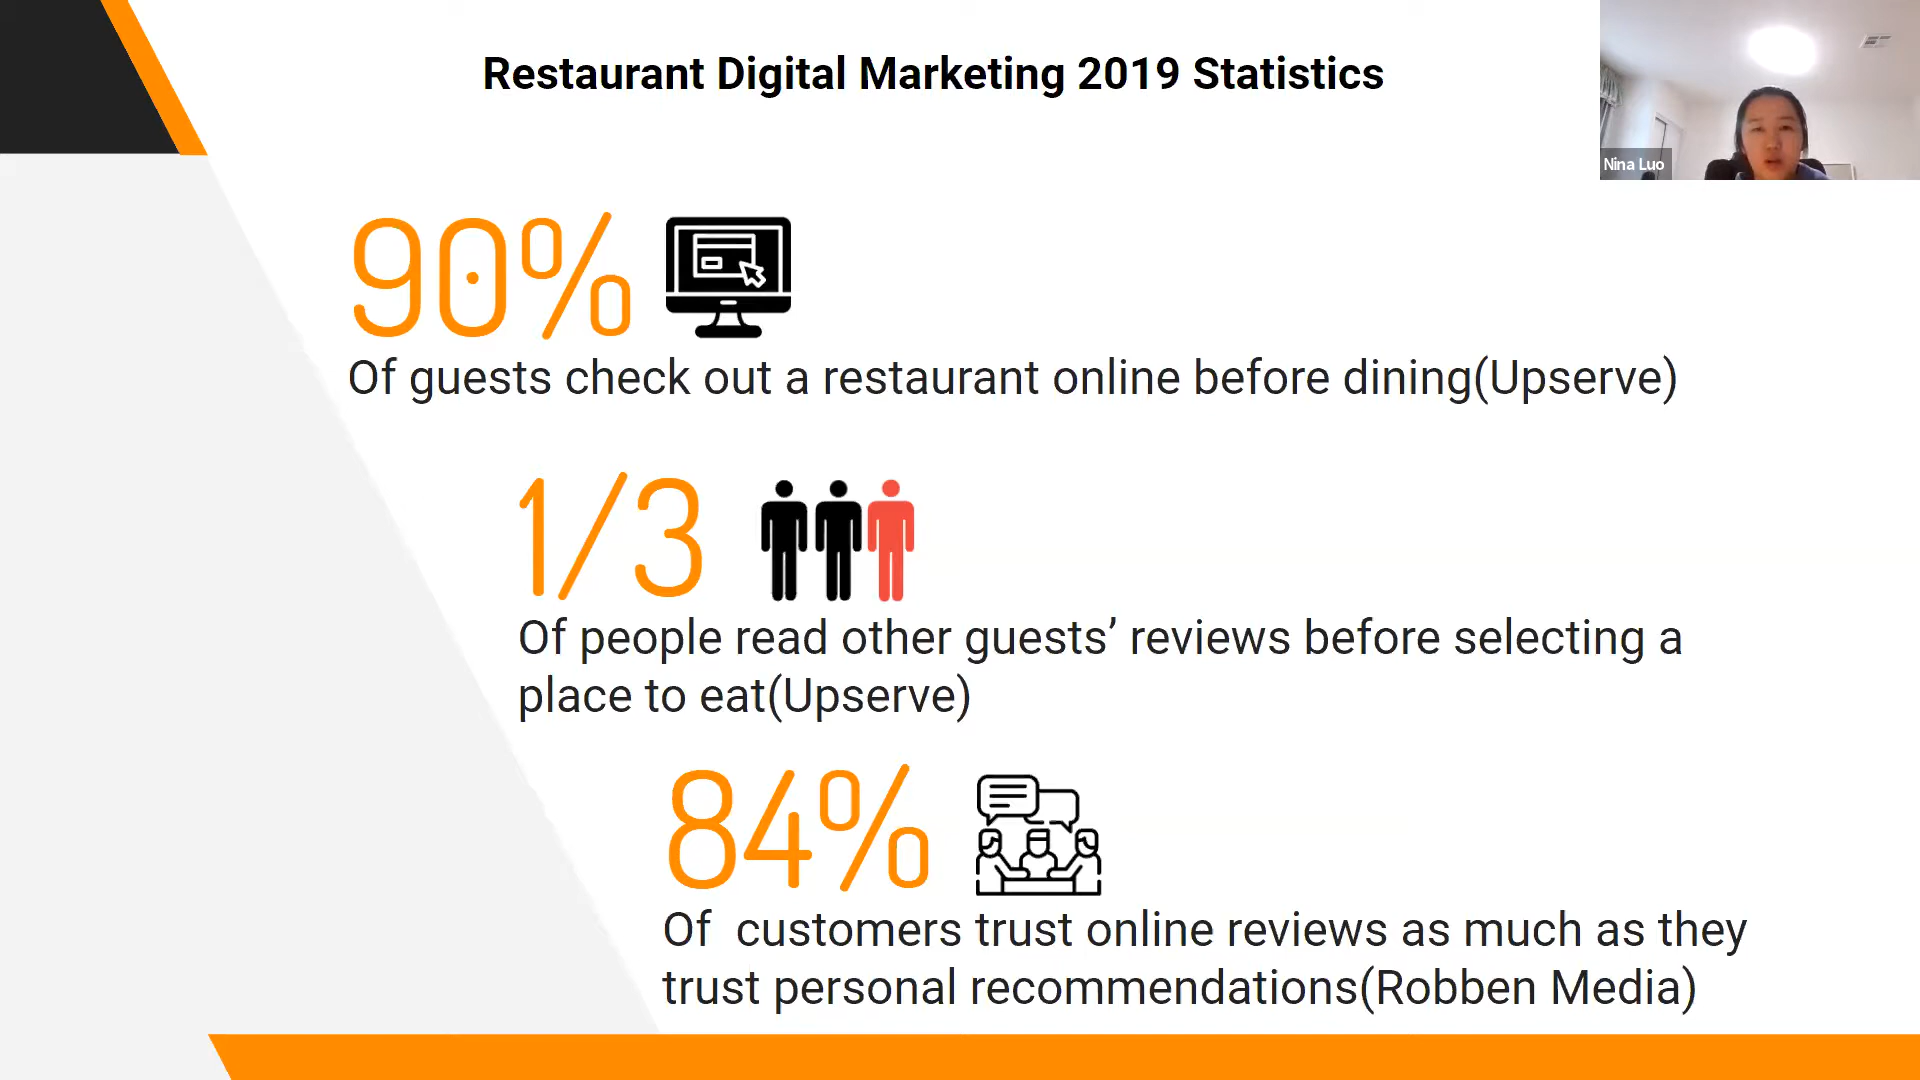 Restaurant Digital Marketing 2019 Statistics
Nina Luo
90%
Of guests check out a restaurant online before dining(Upserve)
1/3
Of people read other guests’ reviews before selecting a
place to eat(Upserve)
84%
Of  customers trust online reviews as much as they
trust personal recommendations(Robben Media)